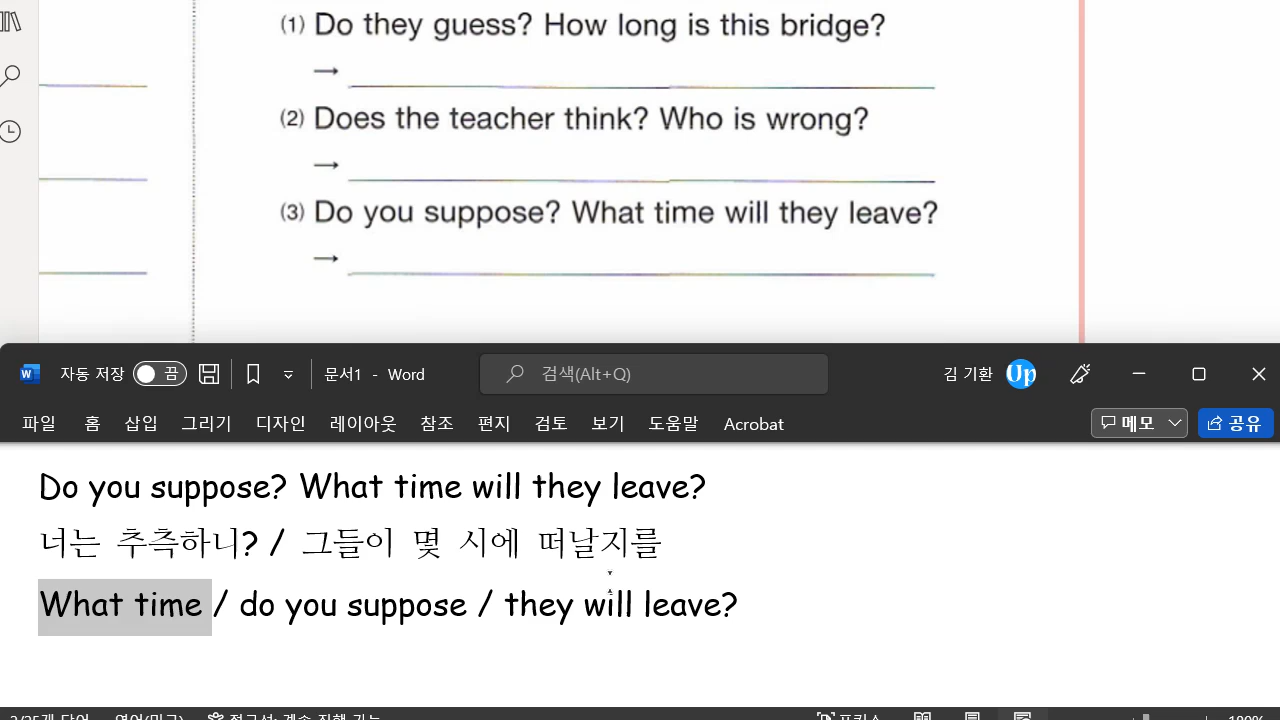 (1) Do they guess? How long is this bridge?
→
(2) Does the teacher think? Who is wrong?
→
(3) Do you suppose? What time will they leave?
→
자동 저장 끔 문서1 - Word 검색(Alt+Q) 김 기환 Up
파일 홈 삽입 그리기 디자인 레이아웃 참조 편지 검토 보기 도움말 Acrobat 메모 공유
Do you suppose? What time will they leave?
너는 추측하니? / 그들이 몇 시에 떠날지를
What time / do you suppose / they will leave?